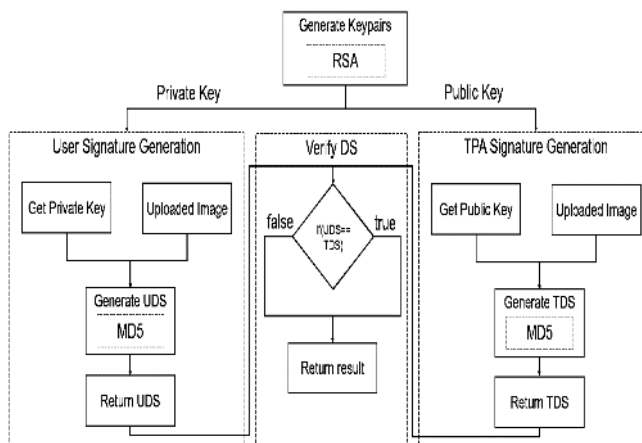 Generate Keypairs
RSA
Private Key
Public Key
User Signature Generation
Get Private Key
Uploaded Image
Generate UDS
MD5
Return UDS
Verify DS
false
true
If(UDS==
TDS)
Return result
TPA Signature Generation
Get Public Key
Uploaded Image
Generate TDS
MD5
Return TDS